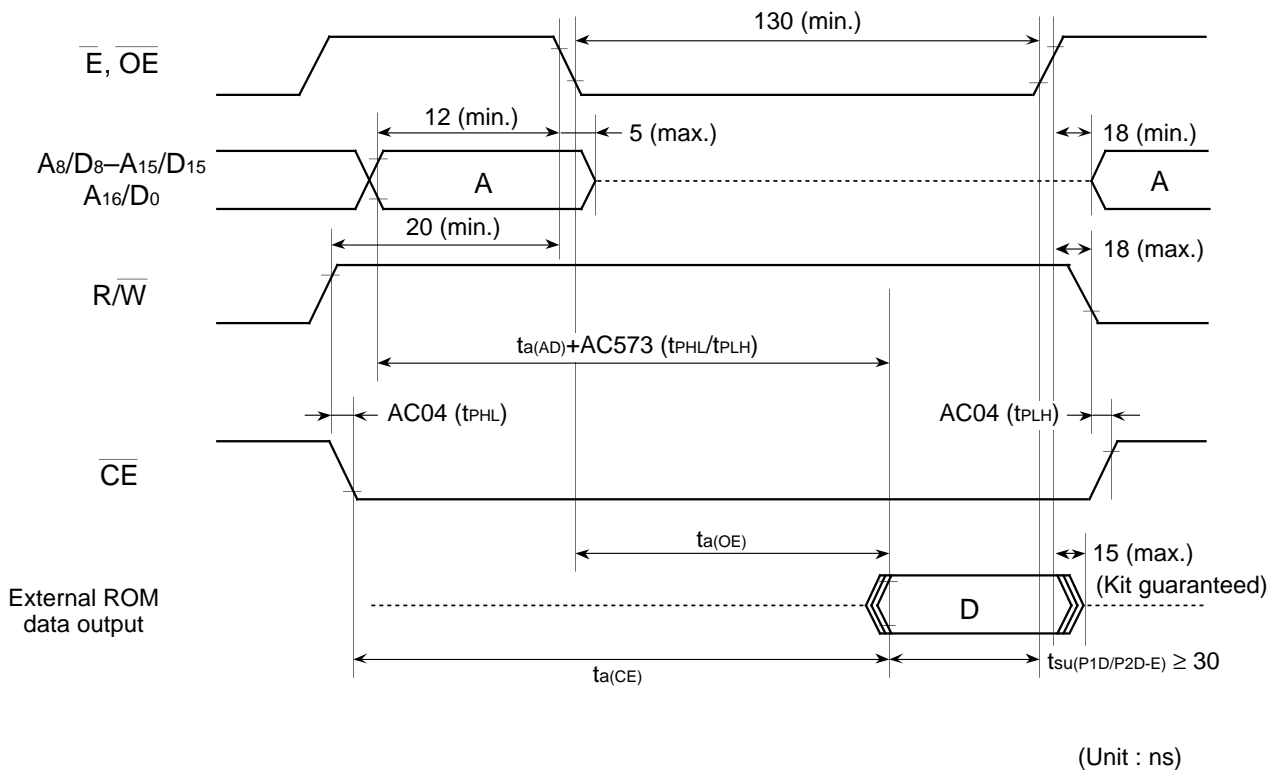 130 (min.)
E, OE
12 (min.)
5 (max.)
18 (min.)
A8/D8–A15/D15
A16/D0
A
A
20 (min.)
18 (max.)
R/W
ta(AD)+AC573 (tPHL/tPLH)
AC04 (tPHL)
AC04 (tPLH)
CE
ta(OE)
15 (max.)
(Kit guaranteed)
External ROM
data output
D
ta(CE)
tsu(P1D/P2D-E) ≥ 30
(Unit : ns)